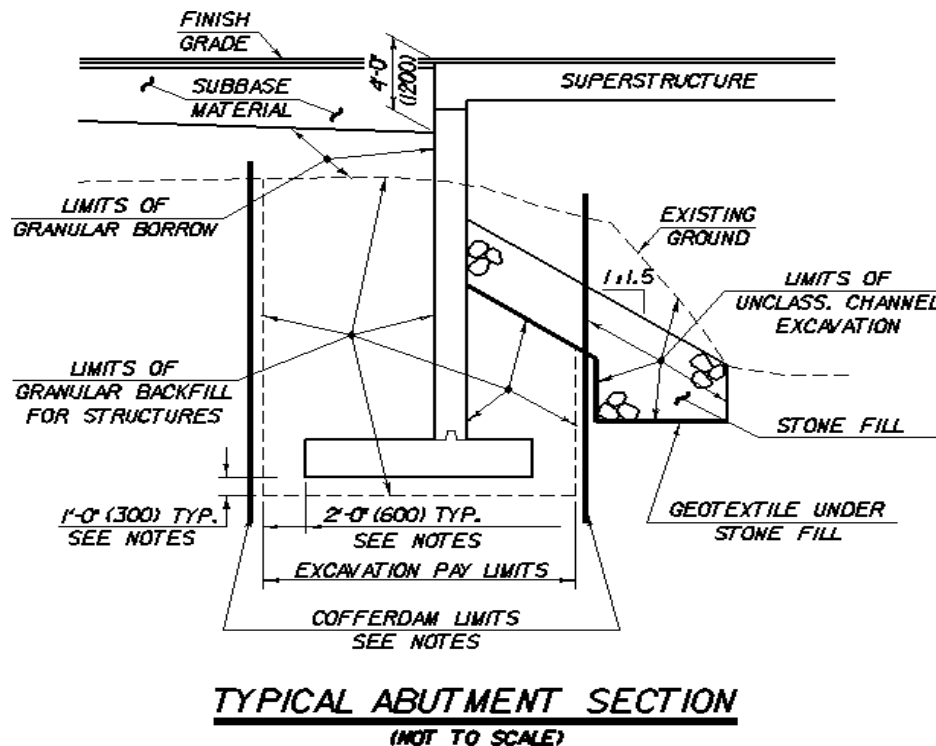 FINISH
GRADE
4'-0"
(1200)
SUBBASE
MATERIAL
SUPERSTRUCTURE
LIMITS OF
GRANULAR BORROW
EXISTING
GROUND
1:1.5
LIMITS OF
UNCLASS. CHANNEL
EXCAVATION
LIMITS OF
GRANULAR BACKFILL
FOR STRUCTURES
STONE FILL
1'-0" (300) TYP.
SEE NOTES
2'-0" (600) TYP.
SEE NOTES
GEOTEXTILE UNDER
STONE FILL
EXCAVATION PAY LIMITS
COFFERDAM LIMITS
SEE NOTES
TYPICAL ABUTMENT SECTION
(NOT TO SCALE)